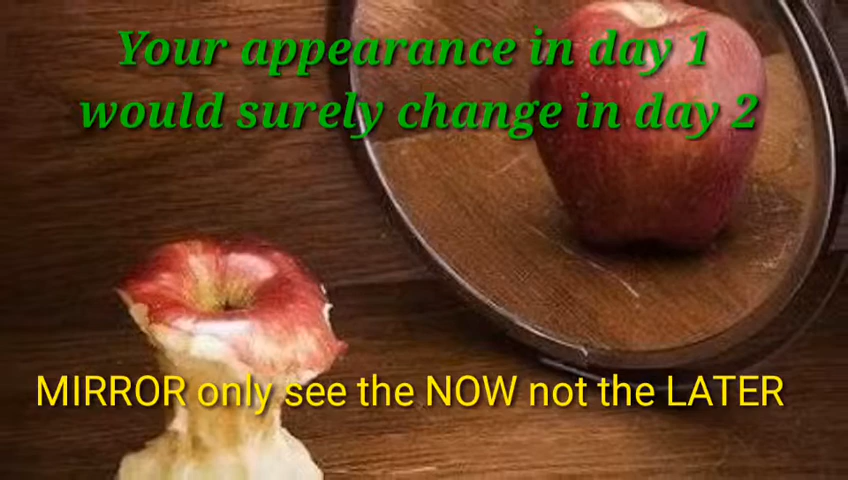 Your appearance in day 1
would surely change in day 2
MIRROR only see the NOW not the LATER